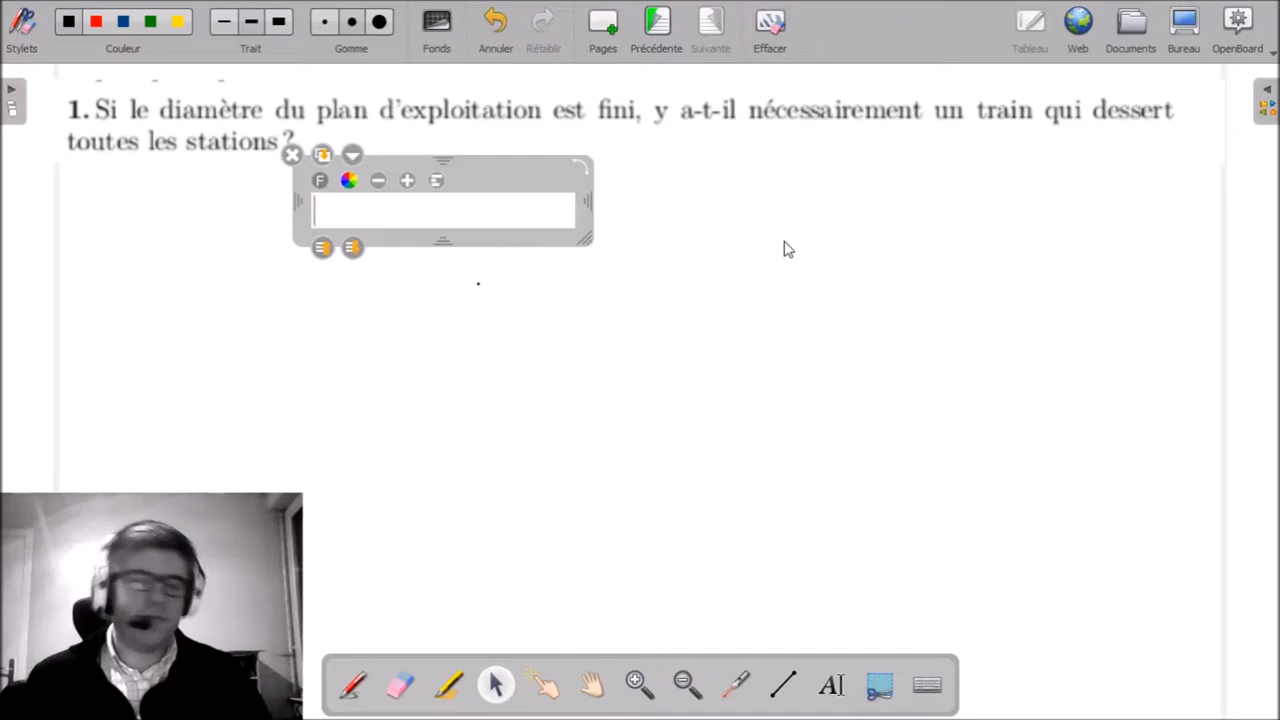 Stylets
Couleur
Trait
Gomme
Fonds
Annuler
Rétablir
Pages
Précédente
Suivante
Effacer
Tableau
Web
Documents
Bureau
OpenBoard
1. Si le diamètre du plan d'exploitation est fini, y a-t-il nécessairement un train qui dessert
toutes les stations ?
F
AI